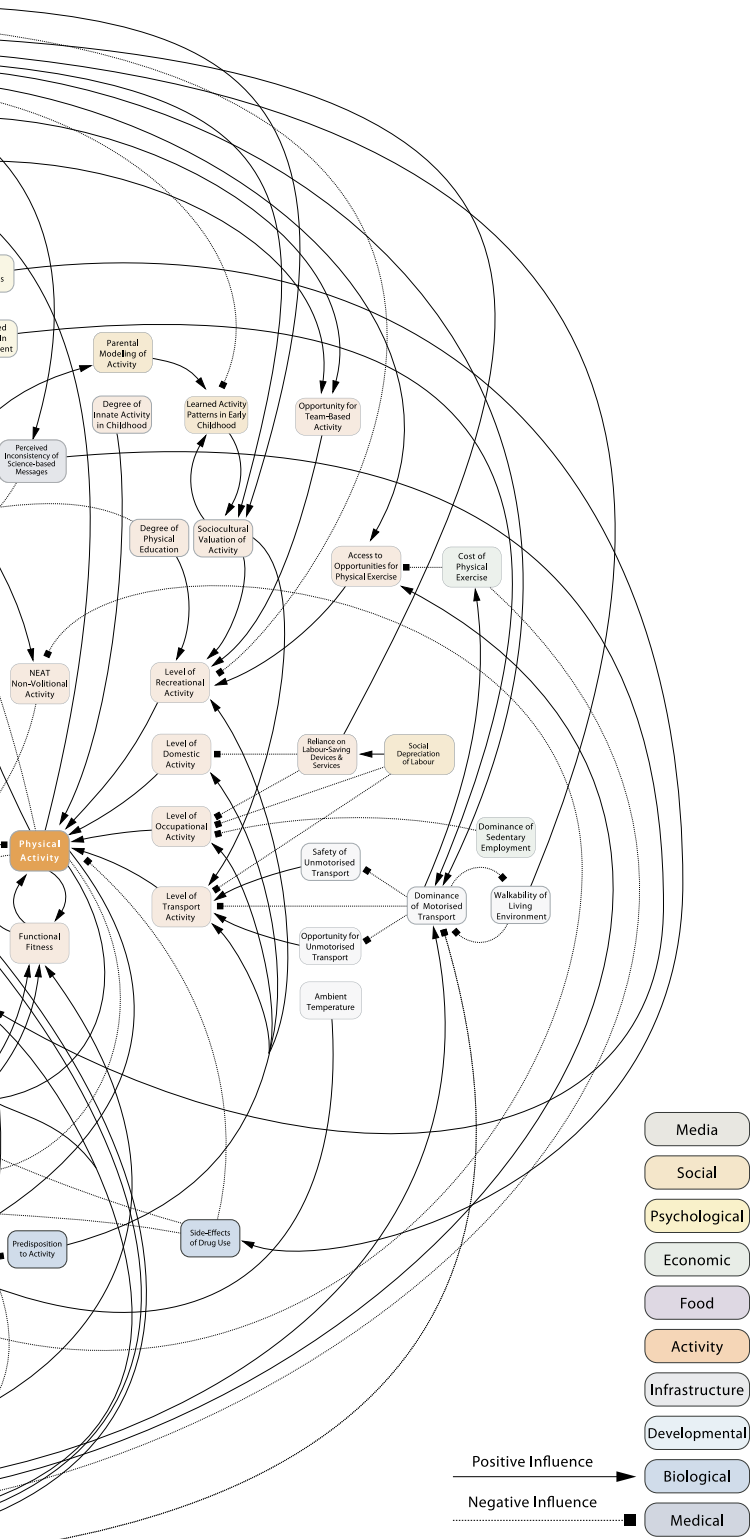 s
ed
In
ent
Parental
Modeling of
Activity
Degree of
Innate Activity
in Childhood
Learned Activity
Patterns in Early
Childhood
Opportunity for
Team-Based
Activity
Perceived
Inconsistency of
Science-based
Messages
Degree of
Physical
Education
Sociocultural
Valuation of
Activity
Access to
Opportunities for
Physical Exercise
Cost of
Physical
Exercise
NEAT
Non-Volitional
Activity
Level of
Recreational
Activity
Level of
Domestic
Activity
Reliance on
Labour-Saving
Devices &
Services
Social
Depreciation
of Labour
Level of
Occupational
Activity
Dominance of
Sedentary
Employment
Physical
Activity
Safety of
Unmotorised
Transport
Level of
Transport
Activity
Dominance
of Motorised
Transport
Walkability of
Living
Environment
Functional
Fitness
Opportunity for
Unmotorised
Transport
Ambient
Temperature
Predisposition
to Activity
Side-Effects
of Drug Use
Media
Social
Psychological
Economic
Food
Activity
Infrastructure
Developmental
Biological
Medical
Positive Influence
Negative Influence